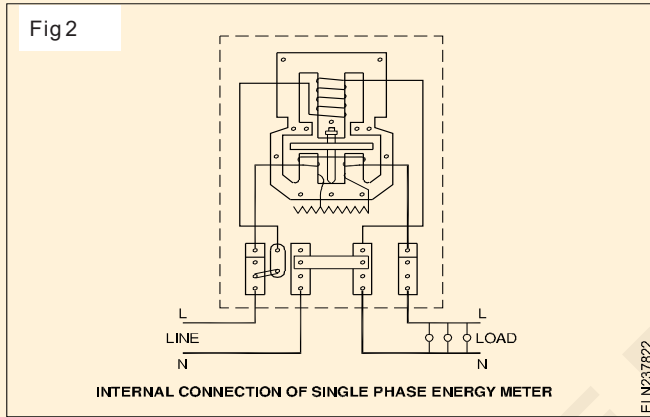 Fig 2
L
LINE
N
L
LOAD
N
INTERNAL CONNECTION OF SINGLE PHASE ENERGY METER
ELN237822